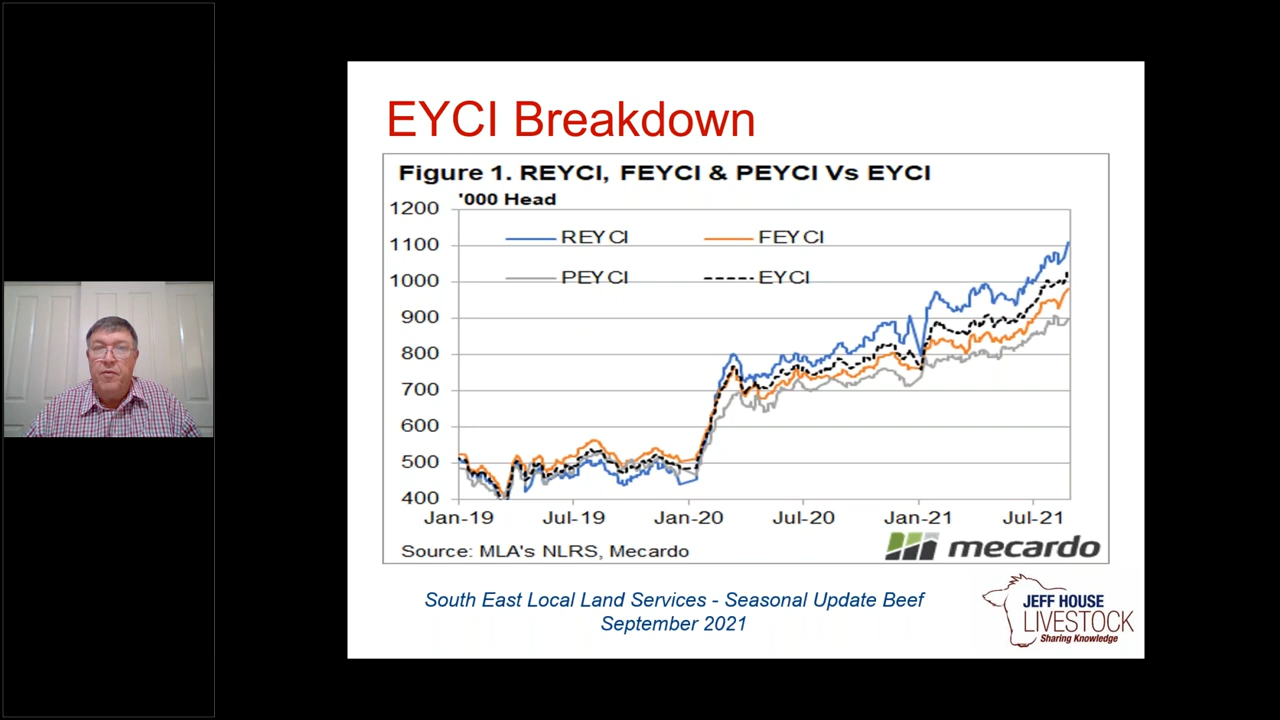 EYCI Breakdown
Figure 1. REYCI, FEYCI & PEYCI Vs EYCI
'000 Head
1200
1100
1000
900
800
700
600
500
400
REYCI
FEYCI
PEYCI
EYCI
Jan-19
Jul-19
Jan-20
Jul-20
Jan-21
Jul-21
Source: MLA's NLRS, Mecardo
mecardo
South East Local Land Services - Seasonal Update Beef
September 2021
JEFF HOUSE
LIVESTOCK
Sharing Knowledge